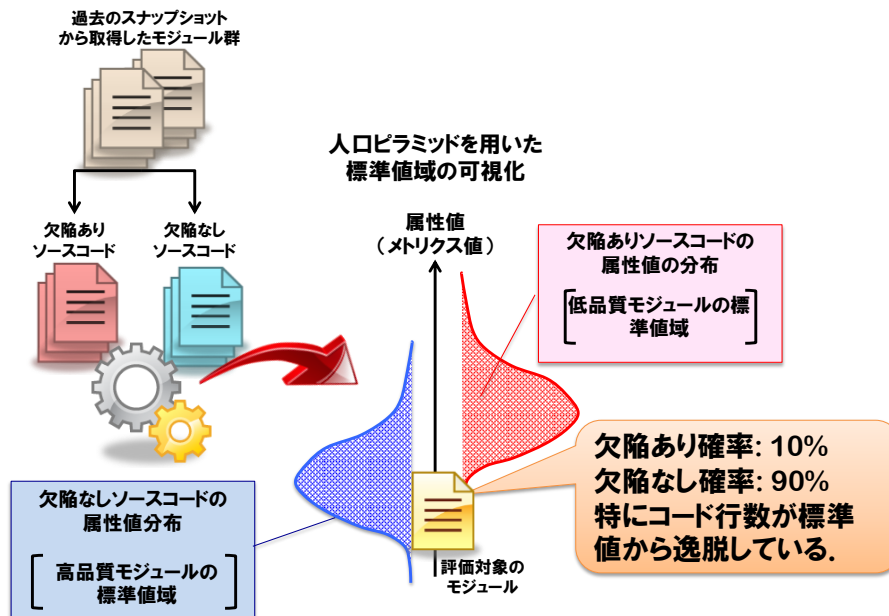 過去のスナップショット
から取得したモジュール群
人口ピラミッドを用いた
標準値域の可視化
欠陥あり
ソースコード
欠陥なし
ソースコード
属性値
(メトリクス値)
欠陥ありソースコードの
属性値の分布
低品質モジュールの標
準値域
欠陥あり確率: 10%
欠陥なし確率: 90%
特にコード行数が標準
値から逸脱している.
欠陥なしソースコードの
属性値分布
高品質モジュールの
標準値域
評価対象の
モジュール